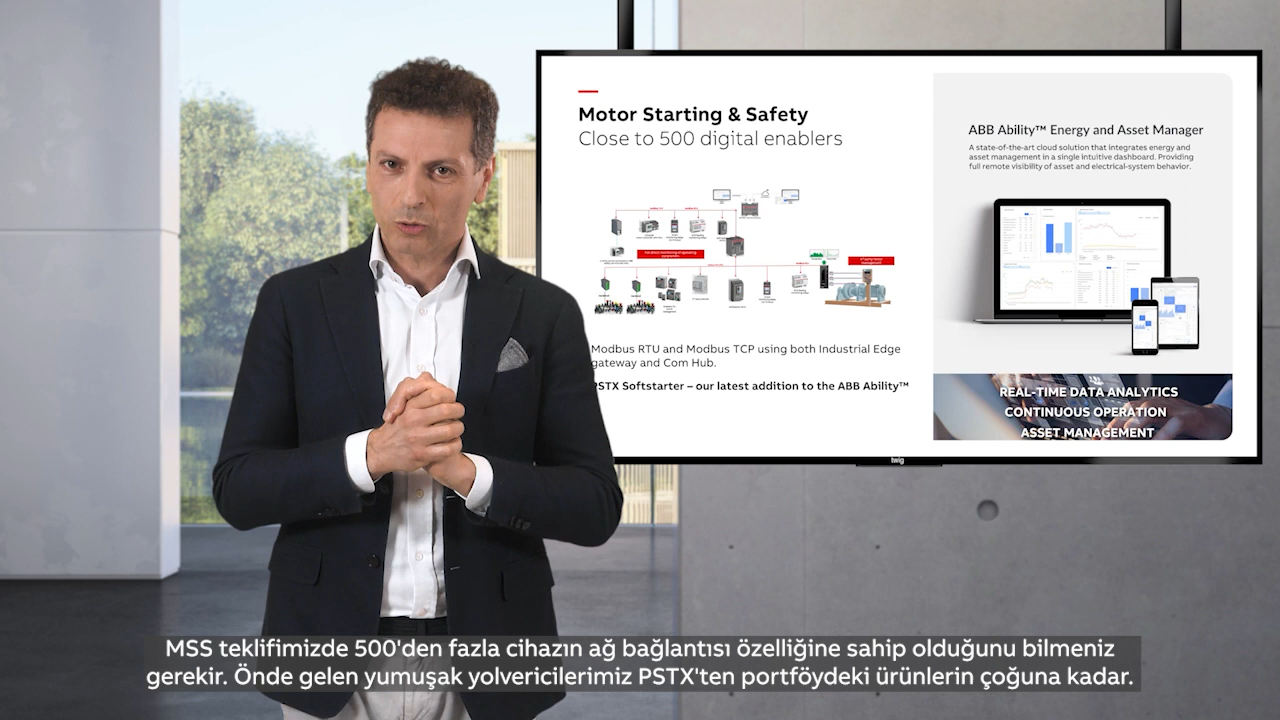 Motor Starting & Safety
Close to 500 digital enablers
Modbus RTU and Modbus TCP using both Industrial Edge
gateway and Com Hub.
PSTX Softstarter – our latest addition to the ABB Ability™
ABB Ability™ Energy and Asset Manager
A state-of-the-art cloud solution that integrates energy and
asset management in a single intuitive dashboard. Providing
full remote visibility of asset and electrical-system behavior.
REAL-TIME DATA ANALYTICS
CONTINUOUS OPERATION
ASSET MANAGEMENT
twig
MSS teklifimizde 500'den fazla cihazın ağ bağlantısı özelliğine sahip olduğunu bilmeniz
gerekir. Önde gelen yumuşak yolvericilerimiz PSTX'ten portföydeki ürünlerin çoğuna kadar.